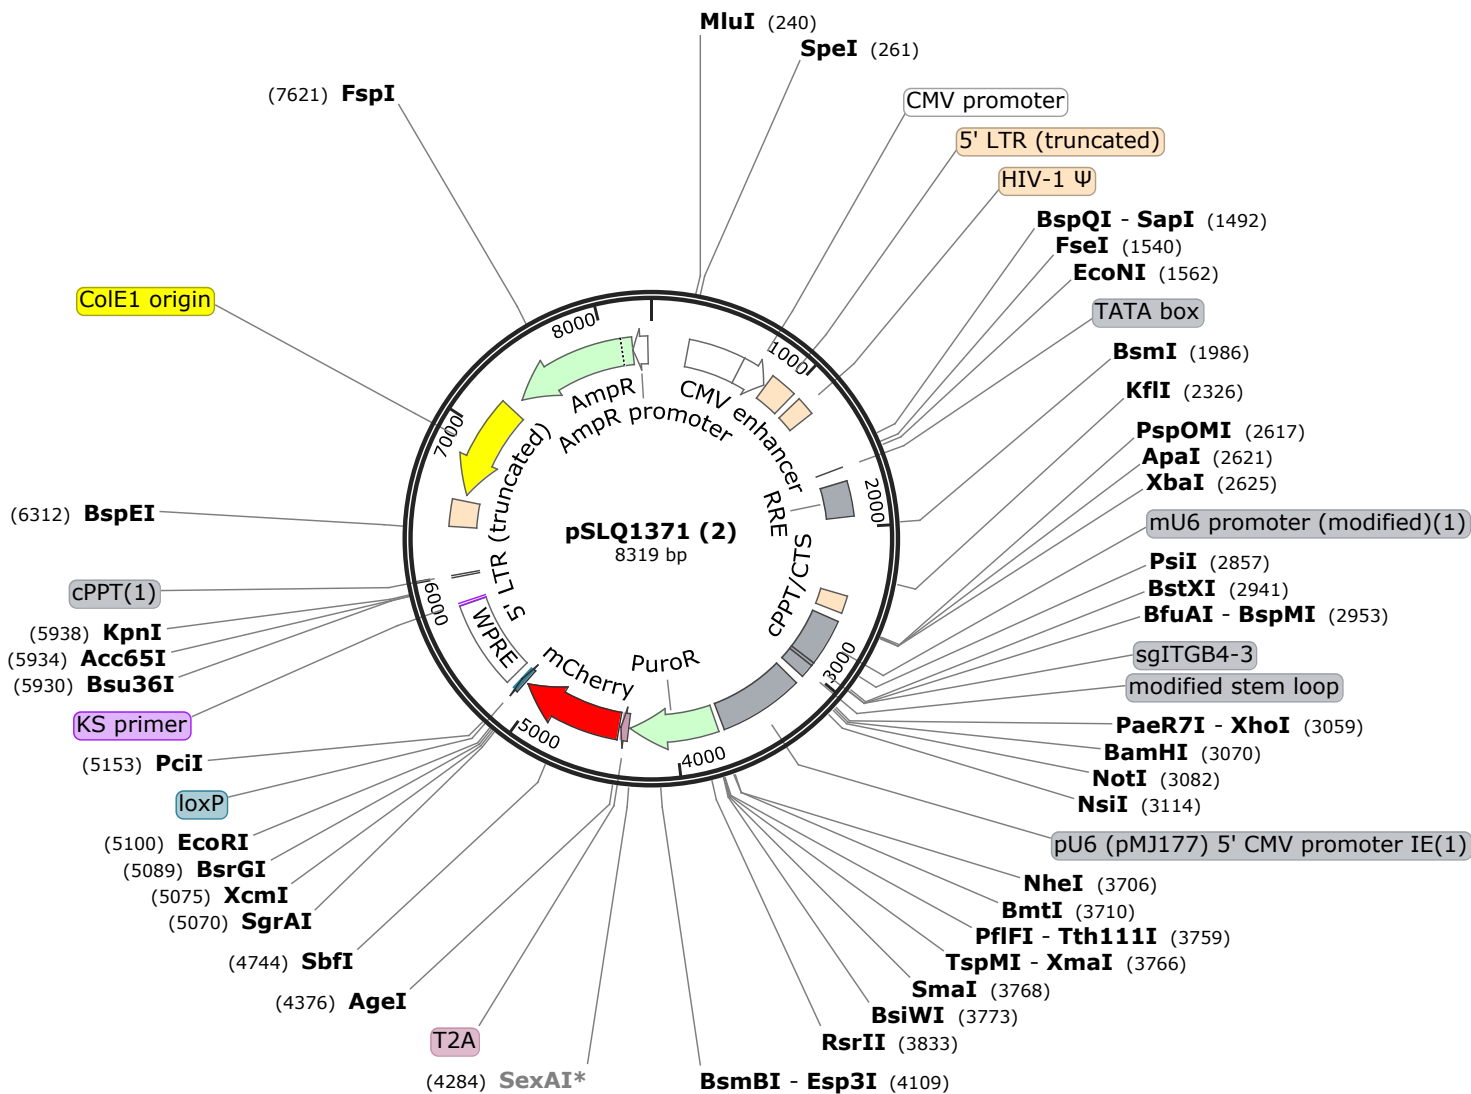 MluI (240)
SpeI (261)
(7621) FspI
CMV promoter
5' LTR (truncated)
HIV-1 Ψ
BspQI - SapI (1492)
FseI (1540)
EcoNI (1562)
ColE1 origin
TATA box
BsmI (1986)
KflI (2326)
PspOMI (2617)
ApaI (2621)
XbaI (2625)
mU6 promoter (modified)(1)
PsiI (2857)
BstXI (2941)
BfuAI - BspMI (2953)
sgITGB4-3
modified stem loop
PaeR7I - XhoI (3059)
BamHI (3070)
NotI (3082)
NsiI (3114)
pU6 (pMJ177) 5' CMV promoter IE(1)
NheI (3706)
BmtI (3710)
PflFI - Tth111I (3759)
TspMI - XmaI (3766)
SmaI (3768)
BsiWI (3773)
RsrII (3833)
BsmBI - Esp3I (4109)
(4284) SexAI*
T2A
(4376) AgeI
(4744) SbfI
(5070) SgrAI
(5075) XcmI
(5089) BsrGI
(5100) EcoRI
loxP
(5153) PciI
KS primer
(5930) Bsu36I
(5934) Acc65I
(5938) KpnI
cPPT(1)
(6312) BspEI
1000
2000
3000
4000
5000
6000
7000
8000
AmpR
AmpR promoter
CMV enhancer
RRE
cPPT/CTS
PuroR
mCherry
WPRE
5' LTR (truncated)
pSLQ1371 (2)
8319 bp